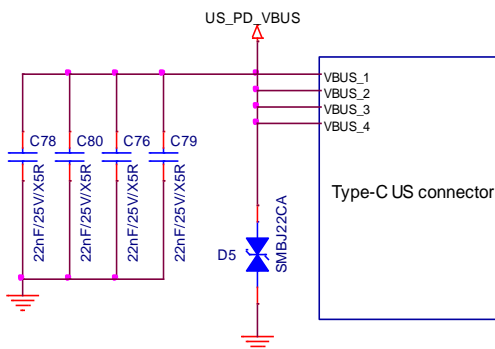 US_PD_VBUS
VBUS_1
VBUS_2
VBUS_3
VBUS_4
C78
C80
C76
C79
22nF/25V/X5R
22nF/25V/X5R
22nF/25V/X5R
22nF/25V/X5R
Type-C US connector
D5
SMBJ22CA